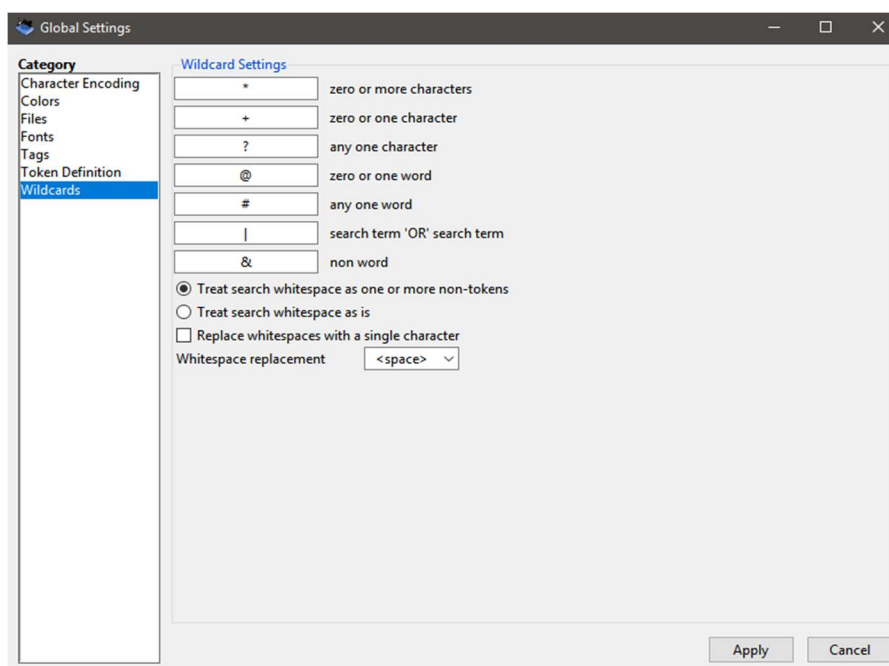 Global Settings
Category
Character Encoding
Colors
Files
Fonts
Tags
Token Definition
Wildcards
Wildcard Settings
* zero or more characters
+ zero or one character
? any one character
@ zero or one word
# any one word
| search term 'OR' search term
& non word
Treat search whitespace as one or more non-tokens
Treat search whitespace as is
Replace whitespaces with a single character
Whitespace replacement <space>
Apply Cancel